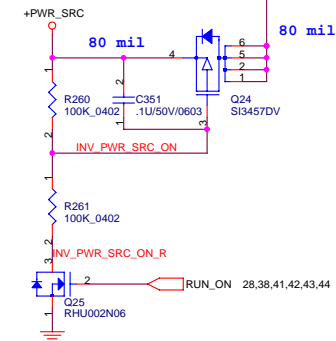 +PWR_SRC
80 mil
80 mil
4
6
5
2
1
1
2
R260
100K_0402
2
1
C351
.1U/50V/0603
3
Q24
SI3457DV
INV_PWR_SRC_ON
1
2
R261
100K_0402
INV_PWR_SRC_ON_R
3
2
RUN_ON 28,38,41,42,43,44
1
Q25
RHU002N06